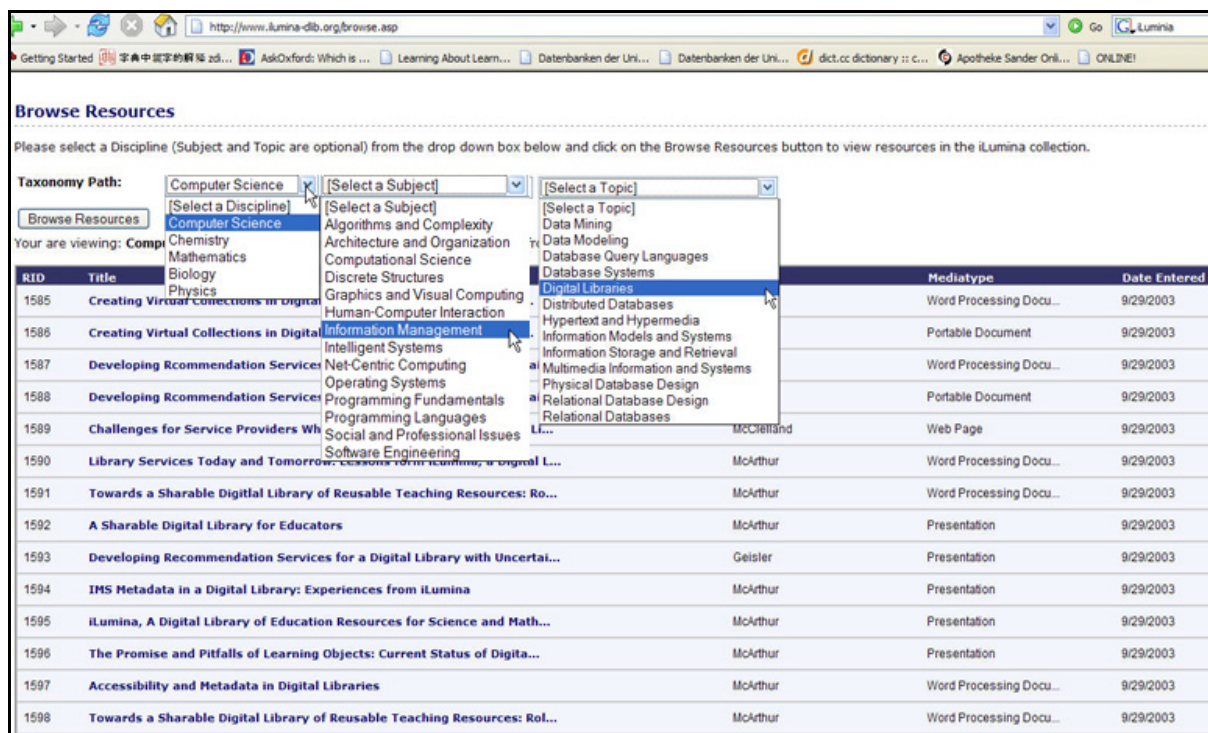 http://www.ilumina-dlib.org/browse.asp Go iLuminia
Getting Started zdi... AskOxford: Which is ... Learning About Learn... Datenbanken der Uni... Datenbanken der Uni... dict.cc dictionary :: c... Apotheke Sander Onli... ONLINE!
Browse Resources
Please select a Discipline (Subject and Topic are optional) from the drop down box below and click on the Browse Resources button to view resources in the iLumina collection.
Taxonomy Path: Computer Science [Select a Subject] [Select a Topic]
[Select a Discipline]
Computer Science
Chemistry
Mathematics
Biology
Physics
[Select a Subject]
Algorithms and Complexity
Architecture and Organization
Computational Science
Discrete Structures
Graphics and Visual Computing
Human-Computer Interaction
Information Management
Intelligent Systems
Net-Centric Computing
Operating Systems
Programming Fundamentals
Programming Languages
Social and Professional Issues
Software Engineering
[Select a Topic]
Data Mining
Data Modeling
Database Query Languages
Database Systems
Digital Libraries
Distributed Databases
Hypertext and Hypermedia
Information Models and Systems
Information Storage and Retrieval
Multimedia Information and Systems
Physical Database Design
Relational Database Design
Relational Databases
Browse Resources
Your are viewing: Compu
RID Title Mediatype Date Entered
1585 Creating Virtual Collections in Digital Word Processing Docu... 9/29/2003
1586 Creating Virtual Collections in Digital Portable Document 9/29/2003
1587 Developing Rcommendation Services Word Processing Docu... 9/29/2003
1588 Developing Rcommendation Services Portable Document 9/29/2003
1589 Challenges for Service Providers Wh Li... McClelland Web Page 9/29/2003
1590 Library Services Today and Tomorrow: Lessons form iLumina, a Digital L... McArthur Word Processing Docu... 9/29/2003
1591 Towards a Sharable Digitlal Library of Reusable Teaching Resources: Ro... McArthur Word Processing Docu... 9/29/2003
1592 A Sharable Digital Library for Educators McArthur Presentation 9/29/2003
1593 Developing Recommendation Services for a Digital Library with Uncertai... Geisler Presentation 9/29/2003
1594 IMS Metadata in a Digital Library: Experiences from iLumina McArthur Presentation 9/29/2003
1595 iLumina, A Digital Library of Education Resources for Science and Math... McArthur Presentation 9/29/2003
1596 The Promise and Pitfalls of Learning Objects: Current Status of Digita... McArthur Presentation 9/29/2003
1597 Accessibility and Metadata in Digital Libraries McArthur Word Processing Docu... 9/29/2003
1598 Towards a Sharable Digital Library of Reusable Teaching Resources: Rol... McArthur Word Processing Docu... 9/29/2003